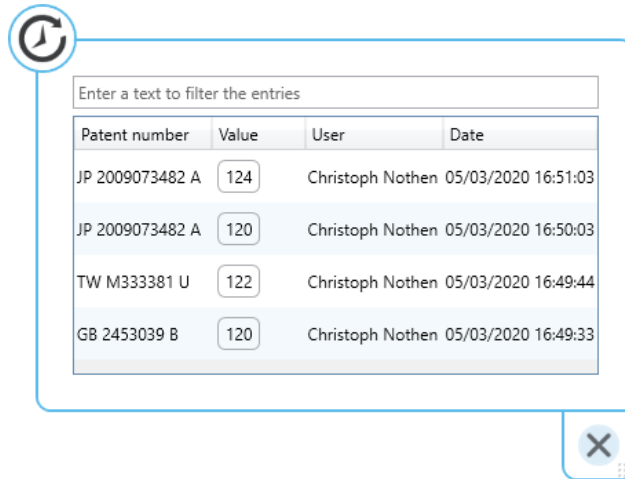 Enter a text to filter the entries
Patent number Value User Date
JP 2009073482 A 124 Christoph Nothen 05/03/2020 16:51:03
JP 2009073482 A 120 Christoph Nothen 05/03/2020 16:50:03
TW M333381 U 122 Christoph Nothen 05/03/2020 16:49:44
GB 2453039 B 120 Christoph Nothen 05/03/2020 16:49:33